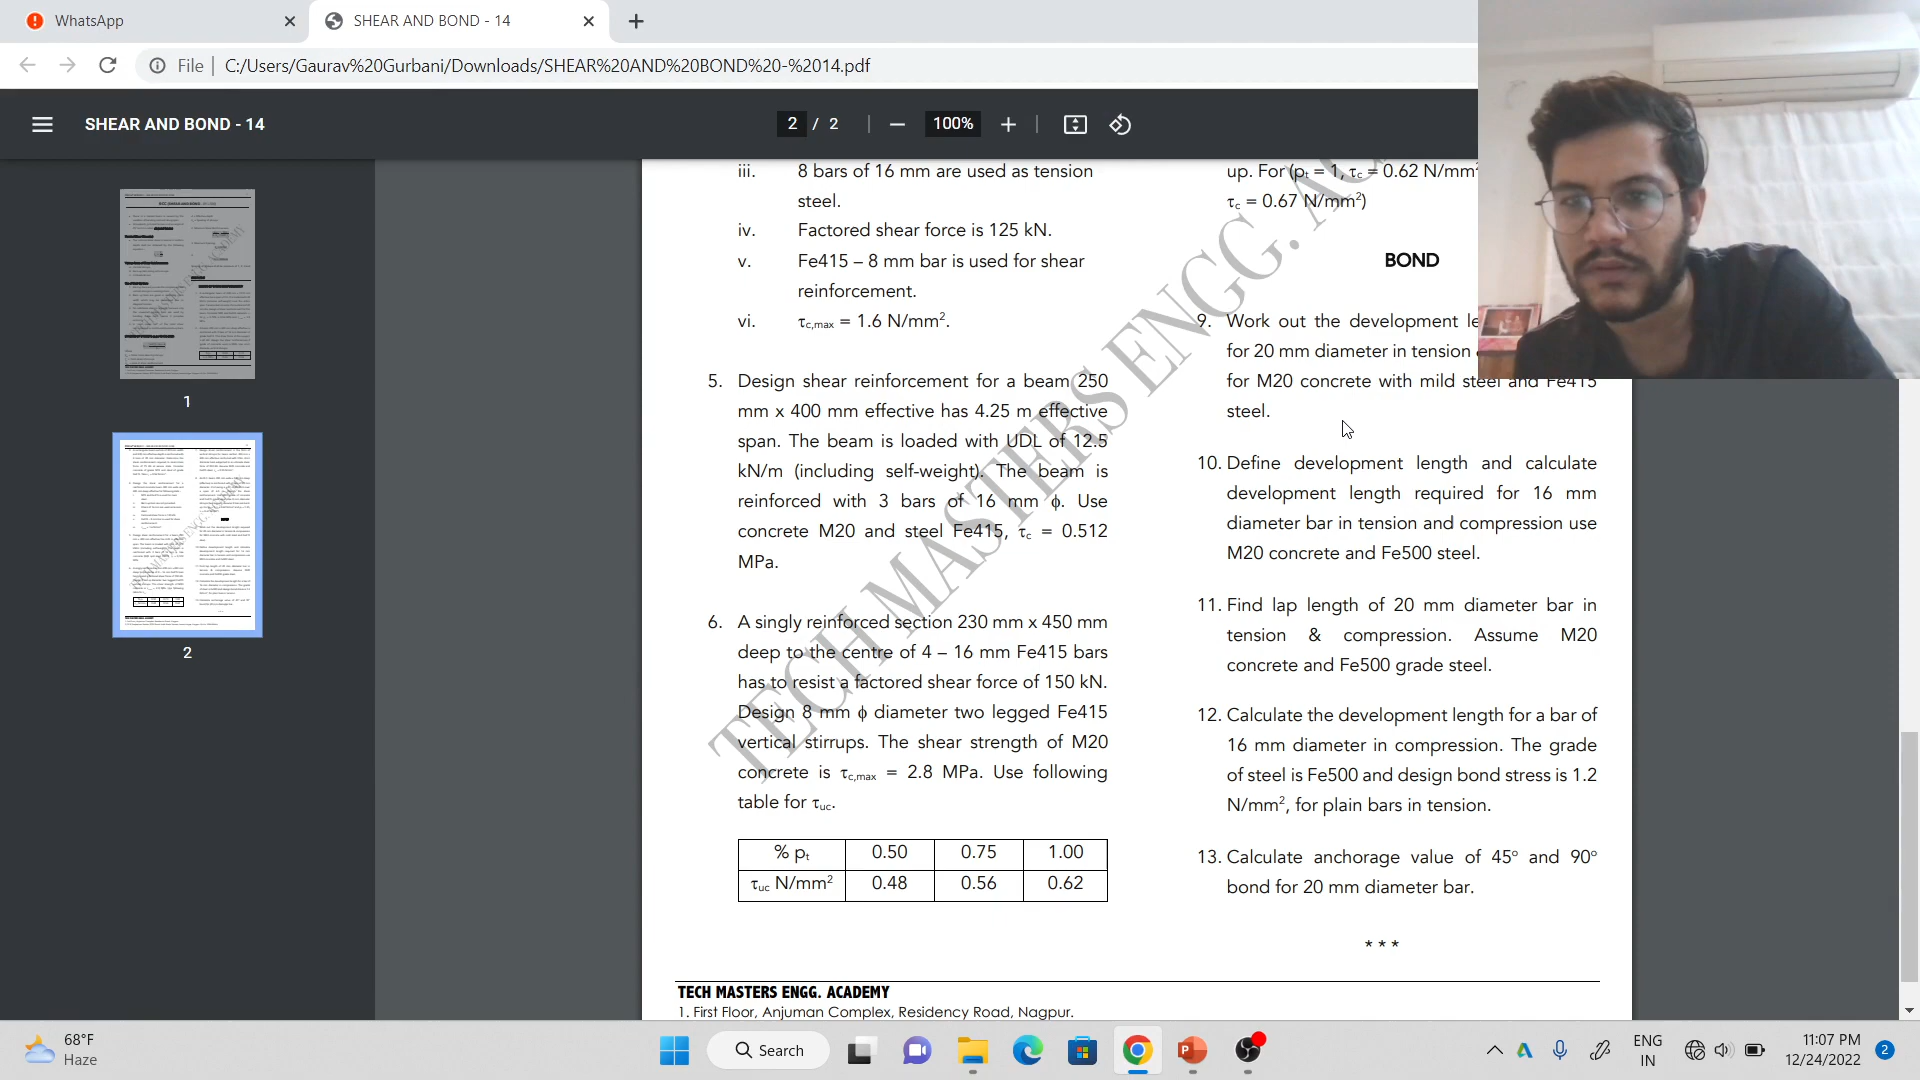 WhatsApp
SHEAR AND BOND - 14
File
C:/Users/Gaurav%20Gurbani/Downloads/SHEAR%20AND%20BOND%20-%2014.pdf
SHEAR AND BOND - 14
2 / 2
100%
1
2
iii. 8 bars of 16 mm are used as tension
steel.
iv. Factored shear force is 125 kN.
v. Fe415 – 8 mm bar is used for shear
reinforcement.
vi. τc,max = 1.6 N/mm².
5. Design shear reinforcement for a beam 250
mm x 400 mm effective has 4.25 m effective
span. The beam is loaded with UDL of 12.5
kN/m (including self-weight). The beam is
reinforced with 3 bars of 16 mm ϕ. Use
concrete M20 and steel Fe415, τc = 0.512
MPa.
6. A singly reinforced section 230 mm x 450 mm
deep to the centre of 4 – 16 mm Fe415 bars
has to resist a factored shear force of 150 kN.
Design 8 mm ϕ diameter two legged Fe415
vertical stirrups. The shear strength of M20
concrete is τc,max = 2.8 MPa. Use following
table for τuc.
% pt 0.50 0.75 1.00
τuc N/mm² 0.48 0.56 0.62
up. For (pt = 1, τc = 0.62 N/mm²
τc = 0.67 N/mm²)
BOND
9. Work out the development
for 20 mm diameter in tension
for M20 concrete with mild steel and Fe415
steel.
10. Define development length and calculate
development length required for 16 mm
diameter bar in tension and compression use
M20 concrete and Fe500 steel.
11. Find lap length of 20 mm diameter bar in
tension & compression. Assume M20
concrete and Fe500 grade steel.
12. Calculate the development length for a bar of
16 mm diameter in compression. The grade
of steel is Fe500 and design bond stress is 1.2
N/mm², for plain bars in tension.
13. Calculate anchorage value of 45° and 90°
bond for 20 mm diameter bar.
* * *
TECH MASTERS ENGG. AC
TECH MASTERS ENGG. ACADEMY
1. First Floor, Anjuman Complex, Residency Road, Nagpur.
68°F
Haze
Search
ENG
IN
11:07 PM
12/24/2022
2